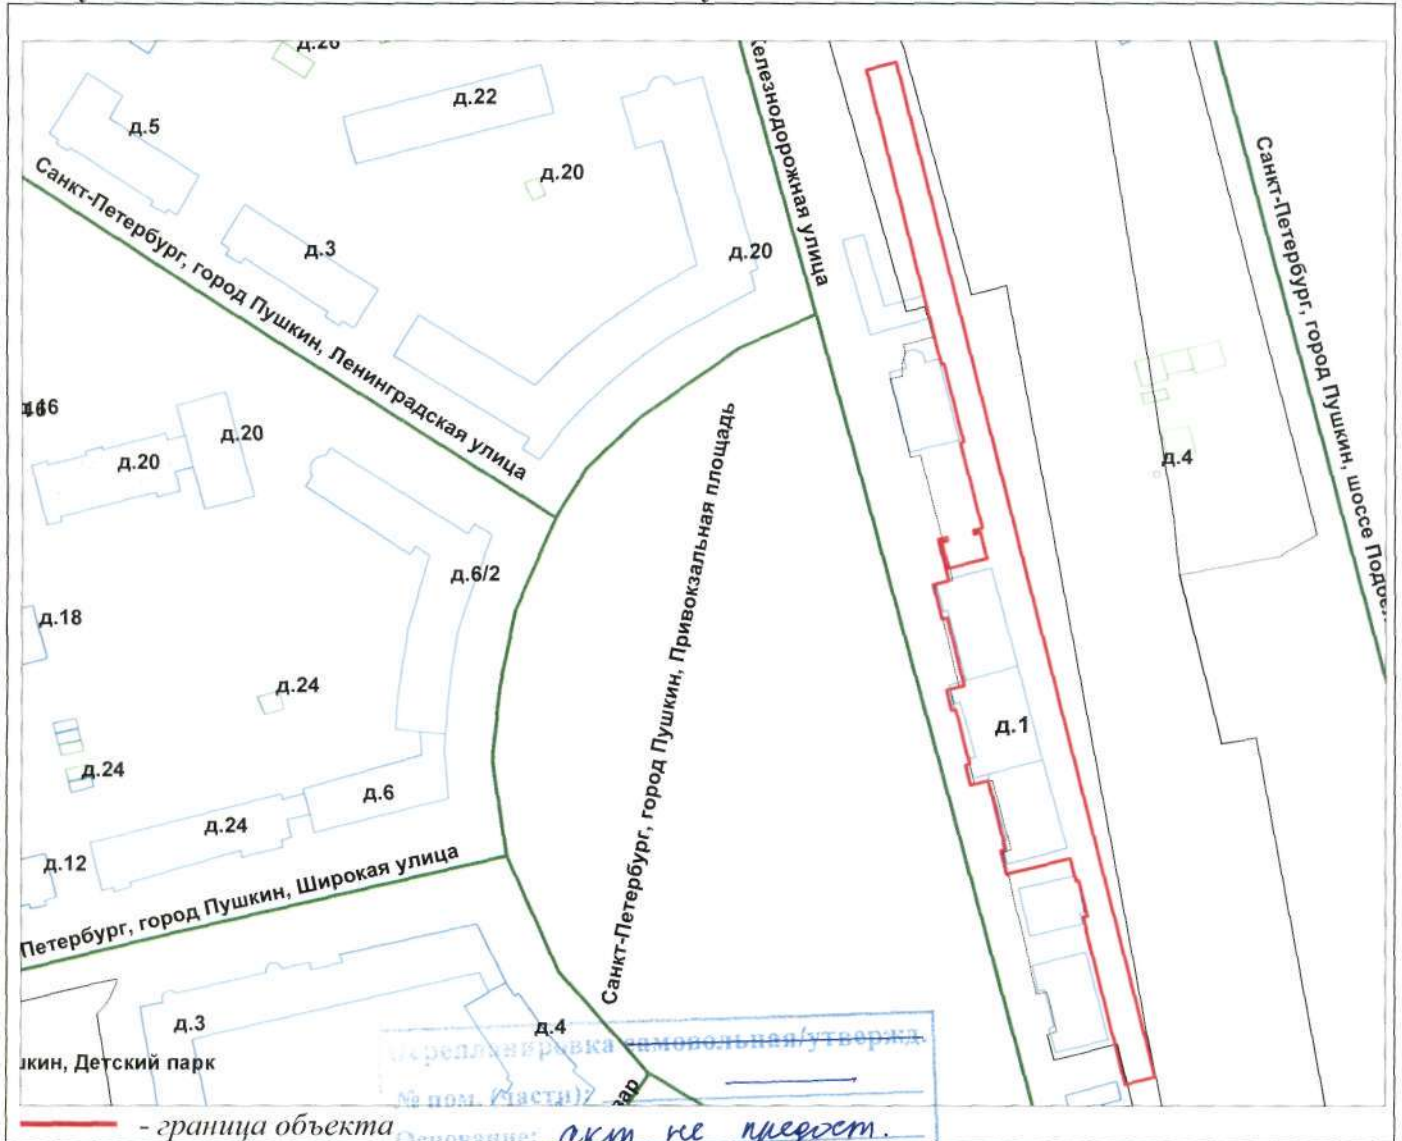 д.26
д.22
д.5
д.20
Железнодорожная улица
Санкт-Петербург, город Пушкин, Ленинградская улица
д.3
д.20
Санкт-Петербург, город Пушкин, шоссе Подбел
д.20
д.20
д.4
Санкт-Петербург, город Пушкин, Привокзальная площадь
д.6/2
д.18
д.24
д.1
д.24
д.6
д.24
д.12
Петербург, город Пушкин, Широкая улица
д.3
д.4
шкин, Детский парк
вар
Перепланировка самовольная/утвержд.
№ пом. (части):
- граница объекта
Основание: акт не предост.